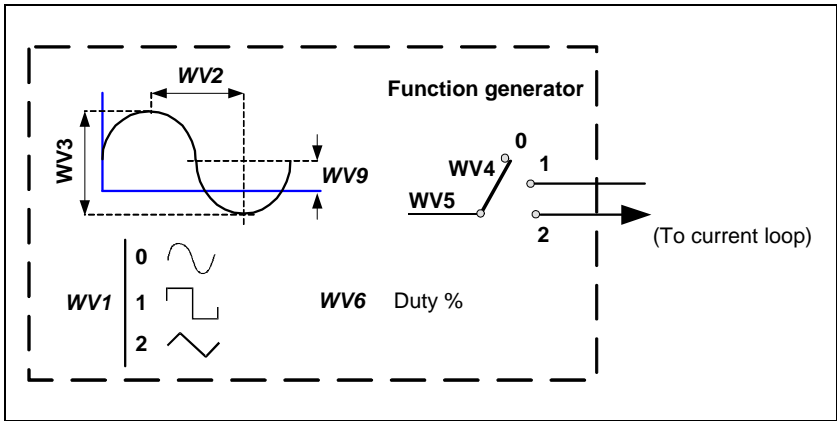 WV2
Function generator
WV3
WV9
WV4
0
1
WV5
2
(To current loop)
0
WV1
1
2
WV6 Duty %